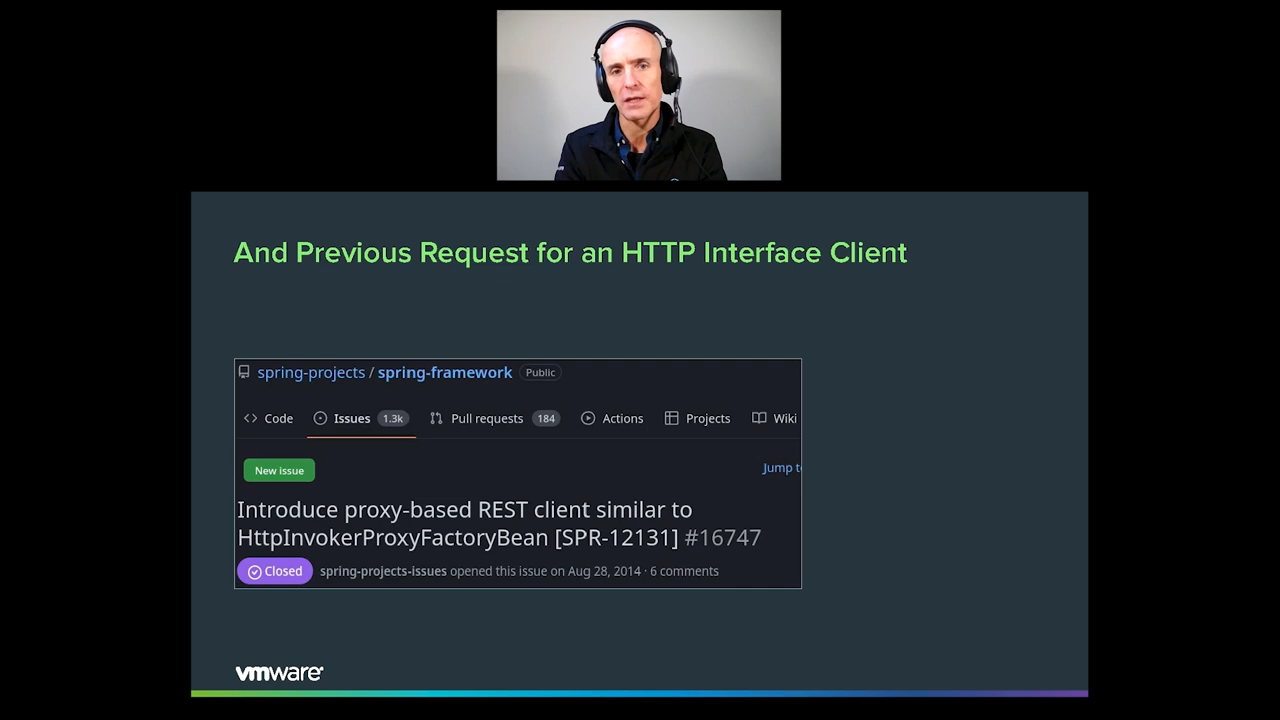 And Previous Request for an HTTP Interface Client
spring-projects / spring-framework Public
Code Issues 1.3k Pull requests 184 Actions Projects Wiki
New issue Jump to
Introduce proxy-based REST client similar to
HttpInvokerProxyFactoryBean [SPR-12131] #16747
Closed spring-projects-issues opened this issue on Aug 28, 2014 · 6 comments
vmware